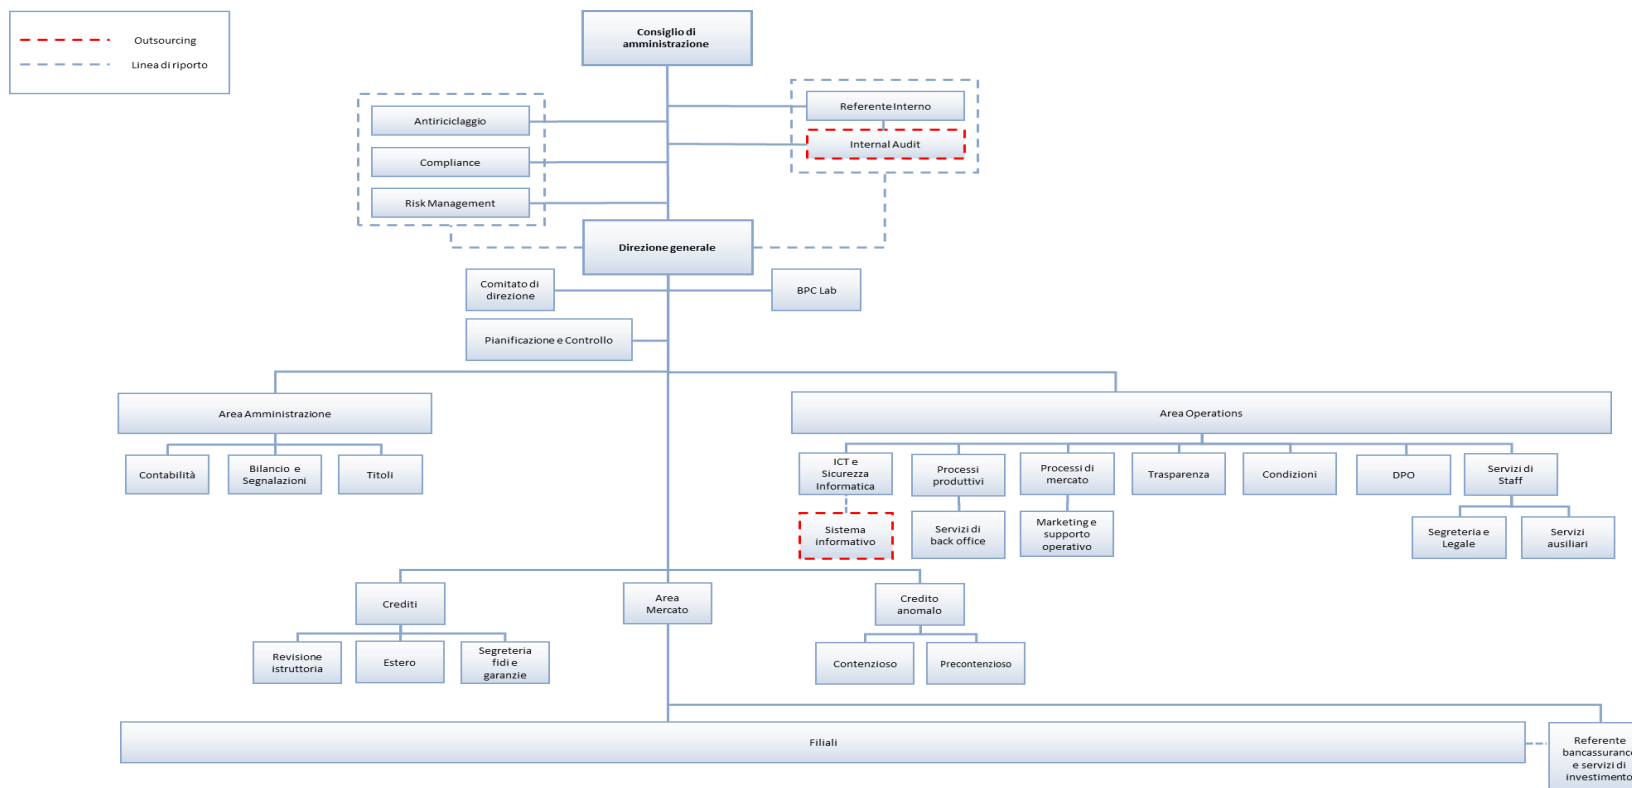 Outsourcing
Linea di riporto
Consiglio di
amministrazione
Antiriciclaggio
Compliance
Risk Management
Referente Interno
Internal Audit
Direzione generale
Comitato di
direzione
BPC Lab
Pianificazione e Controllo
Area Amministrazione
Contabilità
Bilancio e
Segnalazioni
Titoli
Area Operations
ICT e
Sicurezza
Informatica
Processi
produttivi
Processi di
mercato
Trasparenza
Condizioni
DPO
Servizi di
Staff
Sistema
informativo
Servizi di
back office
Marketing e
supporto
operativo
Segreteria e
Legale
Servizi
ausiliari
Crediti
Area
Mercato
Credito
anomalo
Revisione
istruttoria
Estero
Segreteria
fidi e
garanzie
Contenzioso
Precontenzioso
Filiali
Referente
bancassurance
e servizi di
investimento